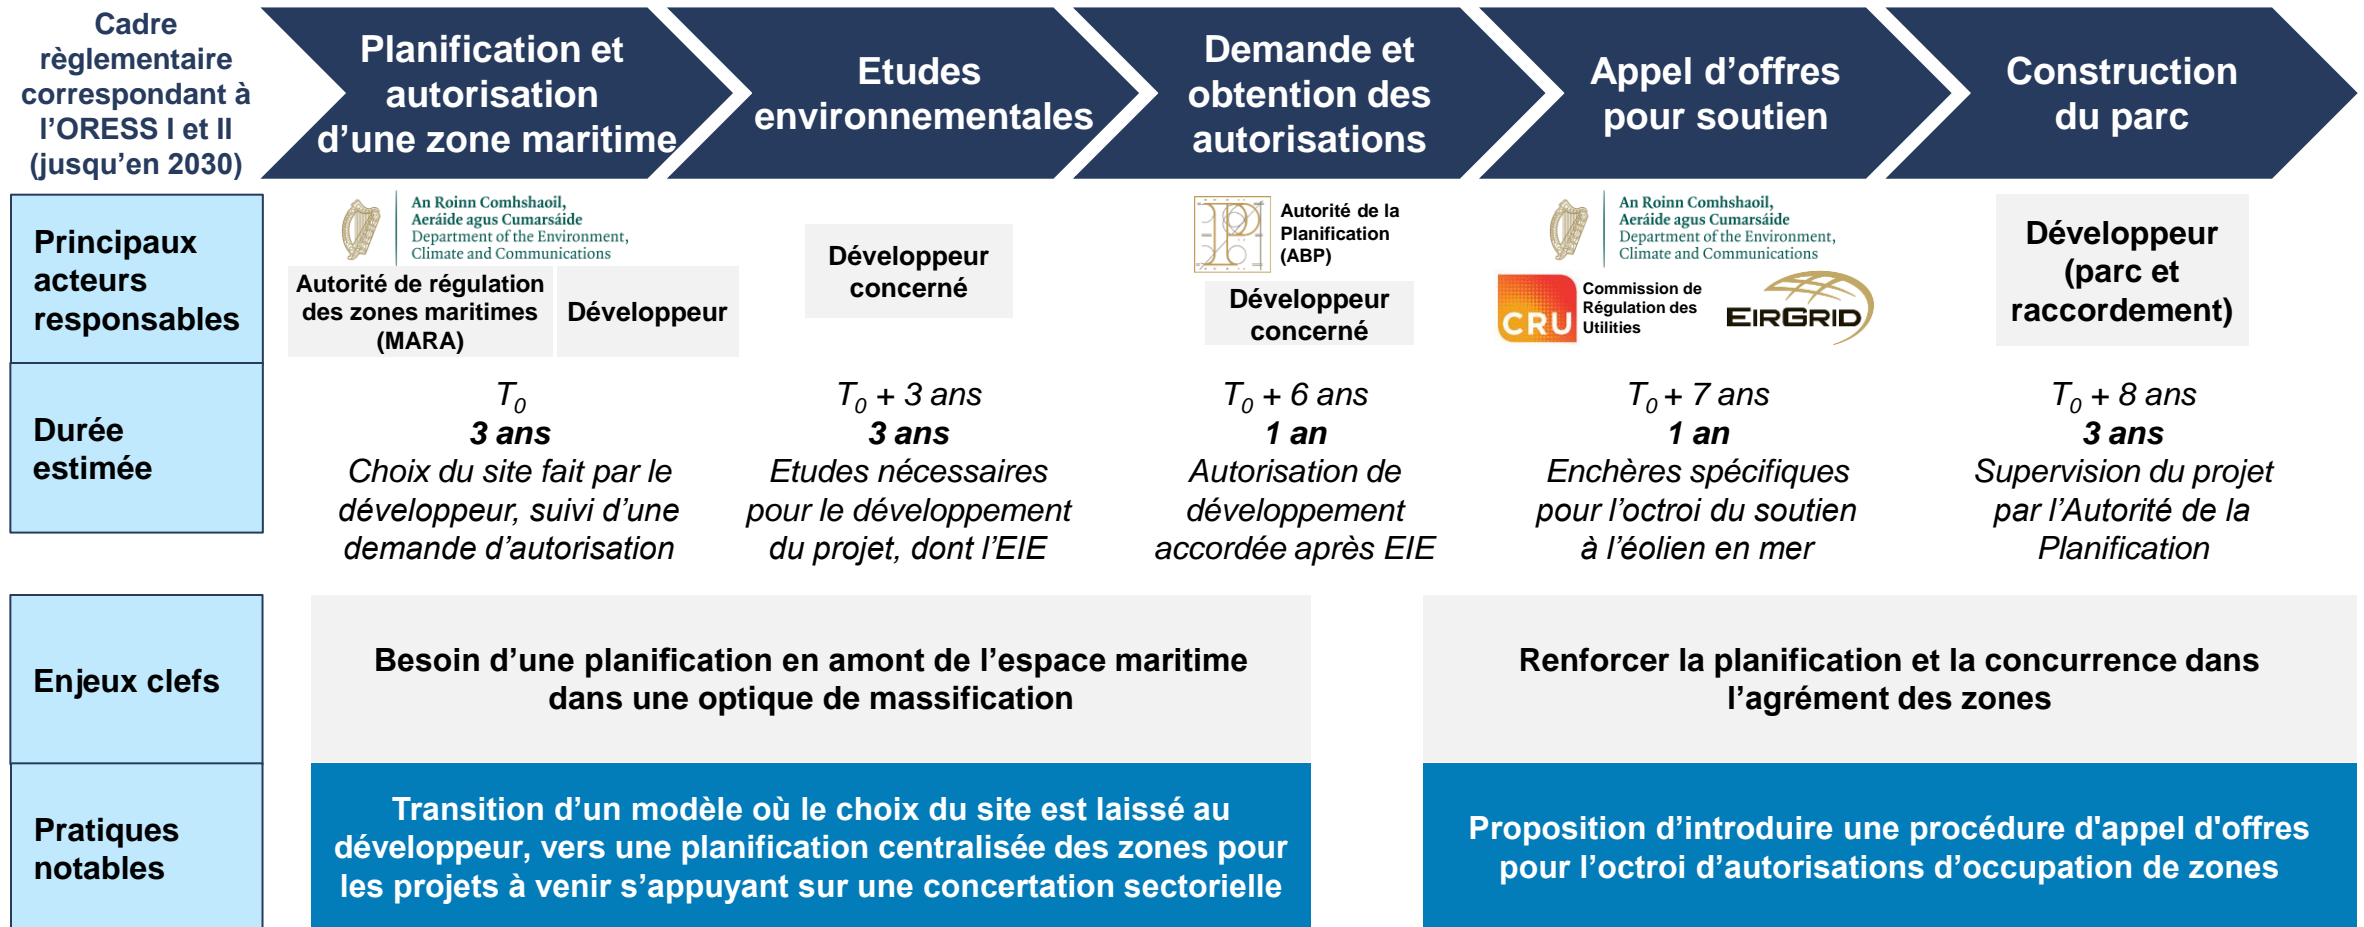 Cadre
règlementaire
correspondant à
l’ORESS I et II
(jusqu’en 2030)
Planification et
autorisation
d’une zone maritime
Etudes
environnementales
Demande et
obtention des
autorisations
Appel d’offres
pour soutien
Construction
du parc
Principaux
acteurs
responsables
An Roinn Comhshaoil,
Aeráide agus Cumarsáide
Department of the Environment,
Climate and Communications
Autorité de régulation
des zones maritimes
(MARA)
Développeur
Développeur
concerné
Autorité de la
Planification
(ABP)
Développeur
concerné
An Roinn Comhshaoil,
Aeráide agus Cumarsáide
Department of the Environment,
Climate and Communications
CRU
Commission de
Régulation des
Utilities
EIRGRID
Développeur
(parc et
raccordement)
Durée
estimée
T0
3 ans
Choix du site fait par le
développeur, suivi d’une
demande d’autorisation
T0 + 3 ans
3 ans
Etudes nécessaires
pour le développement
du projet, dont l’EIE
T0 + 6 ans
1 an
Autorisation de
développement
accordée après EIE
T0 + 7 ans
1 an
Enchères spécifiques
pour l’octroi du soutien
à l’éolien en mer
T0 + 8 ans
3 ans
Supervision du projet
par l’Autorité de la
Planification
Enjeux clefs
Besoin d’une planification en amont de l’espace maritime
dans une optique de massification
Renforcer la planification et la concurrence dans
l’agrément des zones
Pratiques
notables
Transition d’un modèle où le choix du site est laissé au
développeur, vers une planification centralisée des zones pour
les projets à venir s’appuyant sur une concertation sectorielle
Proposition d’introduire une procédure d'appel d'offres
pour l’octroi d’autorisations d’occupation de zones